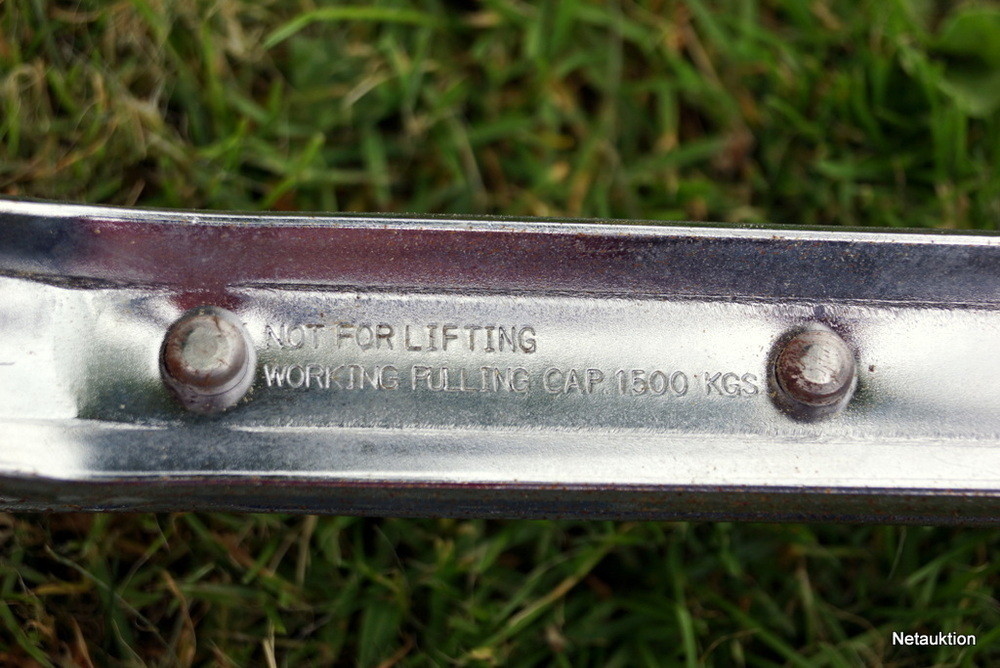 NOT FOR LIFTING
WORKING PULLING CAP. 1500 KGS
Netauktion